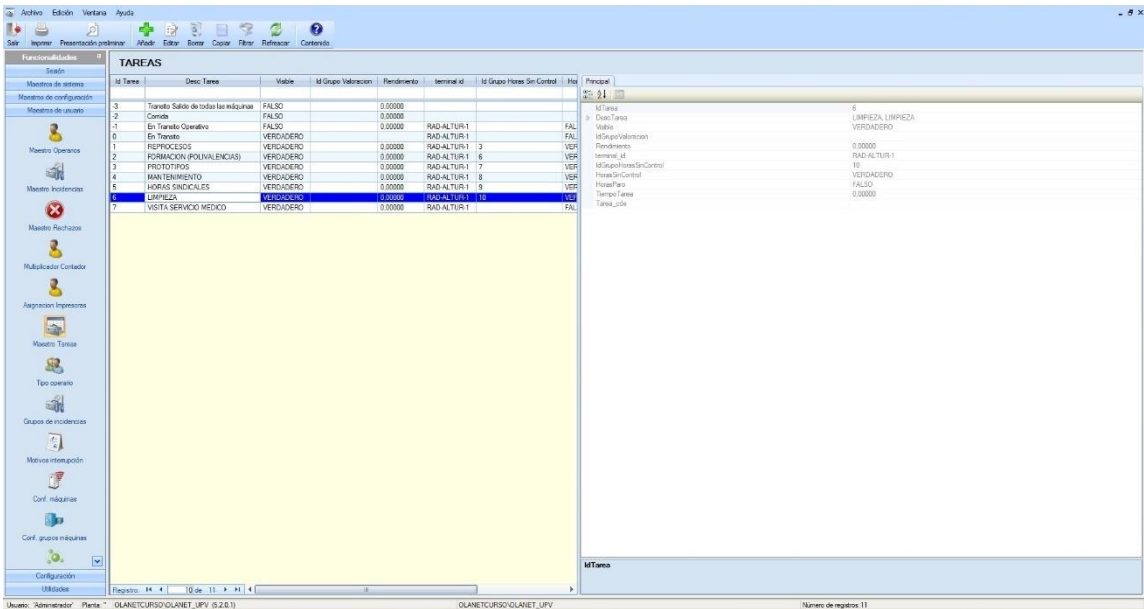 Archivo Edición Ventana Ayuda
Salir Imprimir Presentación preliminar Añadir Editar Borrar Copiar Filtrar Refrescar Contenido
Funcionalidades
Sesión
Maestros de sistema
Maestros de configuración
Maestros de usuario
Maestro Operarios
Maestro Incidencias
Maestro Rechazos
Multiplicador Contador
Asignacion Impresoras
Maestro Tareas
Tipo operario
Grupos de incidencias
Motivos interrupción
Conf. máquinas
Conf. grupos máquinas
Configuración
Utilidades
TAREAS
Id Tarea Desc Tarea Visible Id Grupo Valoracion Rendimiento terminal id Id Grupo Horas Sin Control Ho
-3 Transito Salido de todas las máquinas FALSO 0,00000
-2 Comida FALSO 0,00000
-1 En Transito Operativo FALSO RAD-ALTUR-1 FAL
0 En Transito VERDADERO RAD-ALTUR-1 FAL
1 REPROCESOS VERDADERO 0,00000 RAD-ALTUR-1 3 VER
2 FORMACION (POLIVALENCIAS) VERDADERO 0,00000 RAD-ALTUR-1 6 VER
3 PROTOTIPOS VERDADERO 0,00000 RAD-ALTUR-1 7 VER
4 MANTENIMIENTO VERDADERO 0,00000 RAD-ALTUR-1 8 VER
5 HORAS SINDICALES VERDADERO 0,00000 RAD-ALTUR-1 9 VER
6 LIMPIEZA VERDADERO 0,00000 RAD-ALTUR-1 10 VER
7 VISITA SERVICIO MEDICO VERDADERO 0,00000 RAD-ALTUR-1 FAL
Registro: 10 de 11
Principal
IdTarea 6
DescTarea LIMPIEZA, LIMPIEZA
Visible VERDADERO
IdGrupoValoracion
Rendimiento 0,00000
terminal_id RAD-ALTUR-1
IdGrupoHorasSinControl 10
HorasSinControl VERDADERO
HorasParo FALSO
TiempoTarea 0,00000
Tarea_ode
IdTarea
Usuario: 'Administrador' Planta: '' OLANETCURSO\OLANET_UPV (5.2.0.1) OLANETCURSO\OLANET_UPV Número de registros: 11